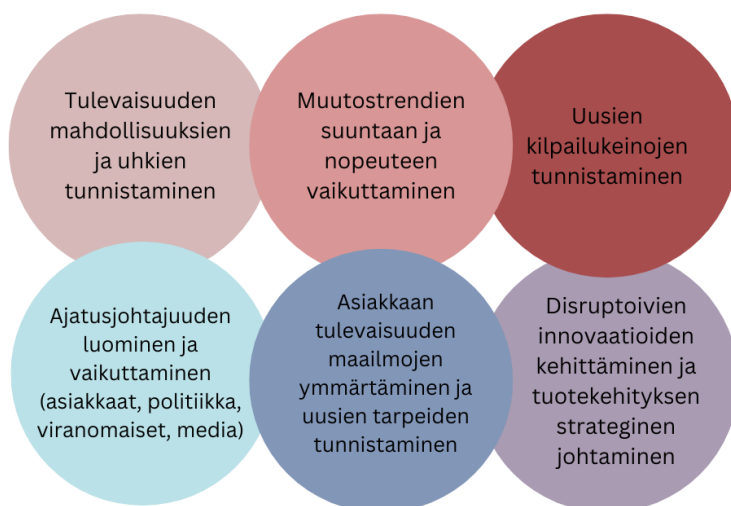 Tulevaisuuden
mahdollisuuksien
ja uhkien
tunnistaminen
Muutostrendien
suuntaan ja
nopeuteen
vaikuttaminen
Uusien
kilpailukeinojen
tunnistaminen
Ajatusjohtajuuden
luominen ja
vaikuttaminen
(asiakkaat, politiikka,
viranomaiset, media)
Asiakkaan
tulevaisuuden
maailmojen
ymmärtäminen ja
uusien tarpeiden
tunnistaminen
Disruptoivien
innovaatioiden
kehittäminen ja
tuotekehityksen
strateginen
johtaminen